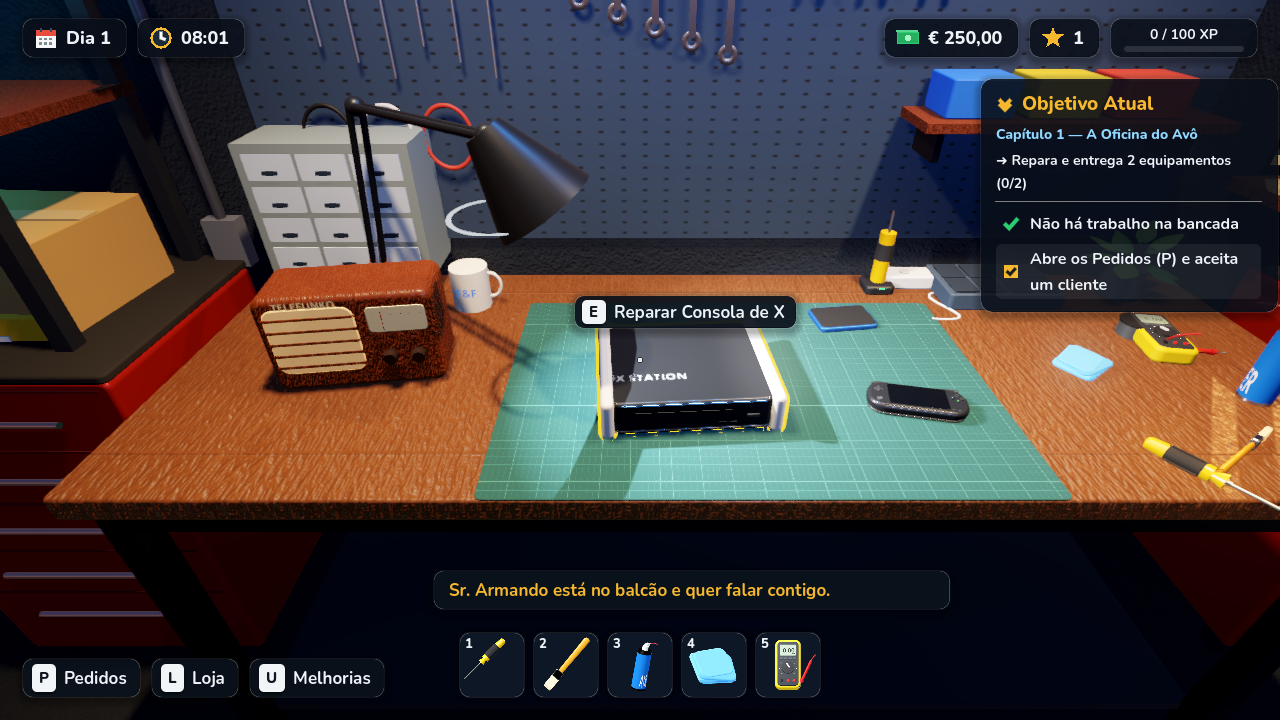 Dia 1
08:01
€ 250,00
1
0 / 100 XP
Objetivo Atual
Capítulo 1 — A Oficina do Avô
➜ Repara e entrega 2 equipamentos
(0/2)
Não há trabalho na bancada
Abre os Pedidos (P) e aceita
um cliente
E Reparar Consola de X
TELEFUNKO
&F
STATION
Sr. Armando está no balcão e quer falar contigo.
1
2
3
4
5
P Pedidos
L Loja
U Melhorias